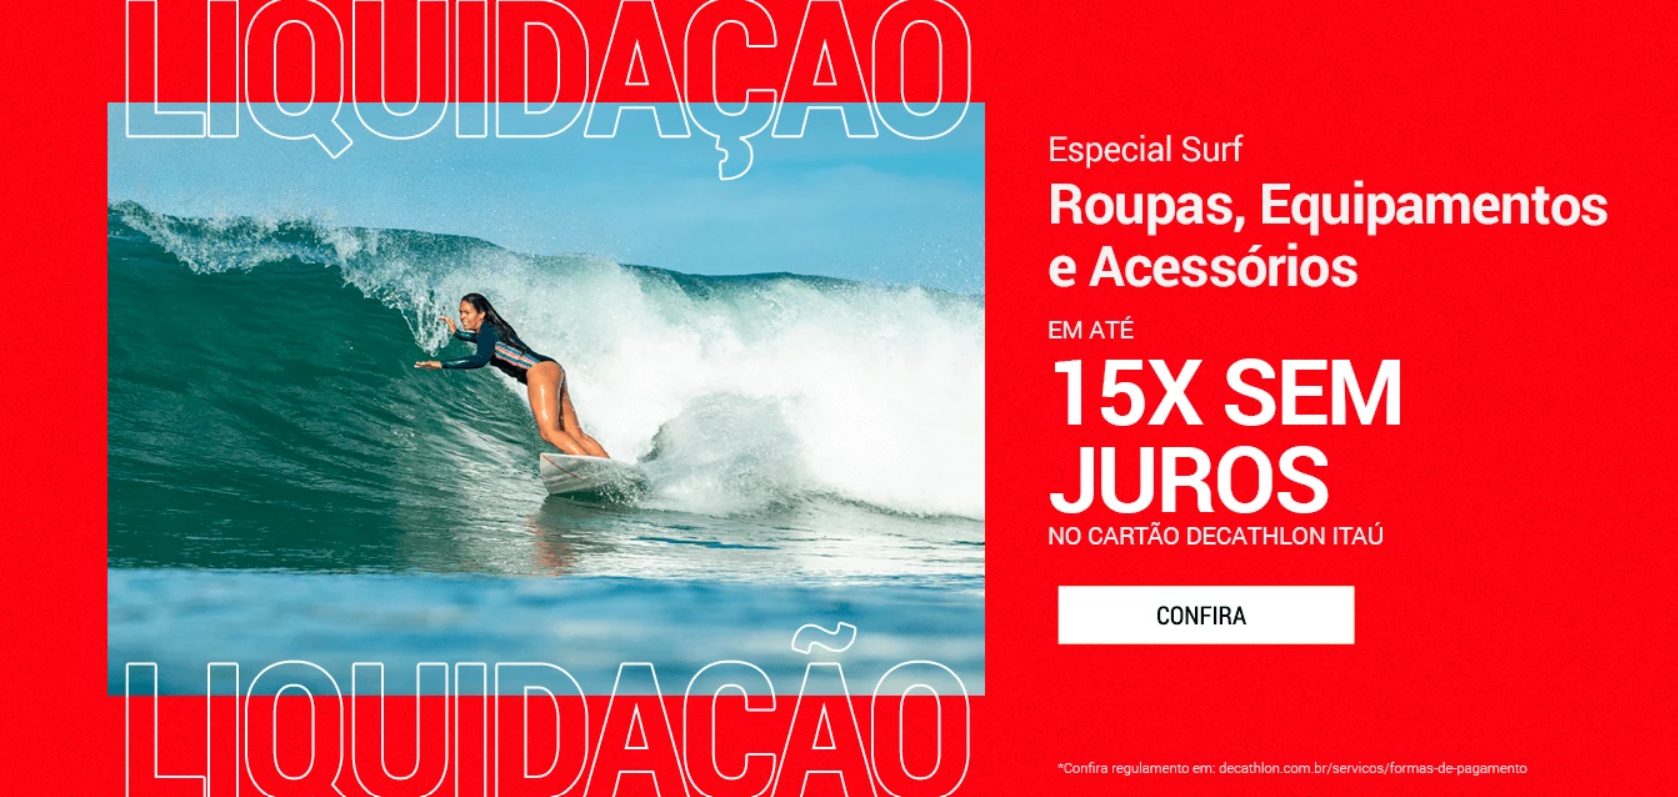 LIQUIDAÇÃO
Especial Surf
Roupas, Equipamentos
e Acessórios
EM ATÉ
15X SEM
JUROS
NO CARTÃO DECATHLON ITAÚ
CONFIRA
LIQUIDAÇÃO
*Confira regulamento em: decathlon.com.br/servicos/formas-de-pagamento